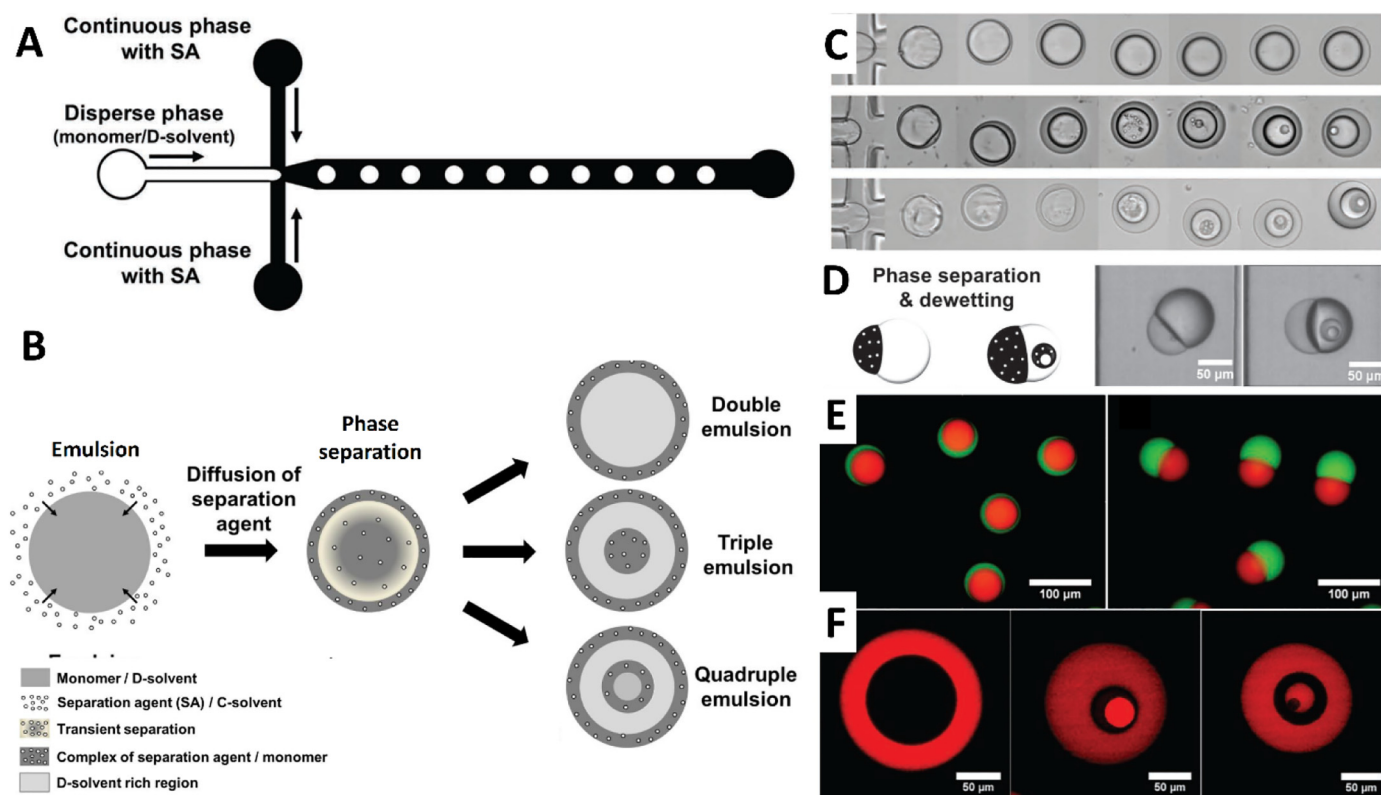 A
Continuous phase
with SA
Disperse phase
(monomer/D-solvent)
Continuous phase
with SA
B
Emulsion
Diffusion of
separation
agent
Phase
separation
Double
emulsion
Triple
emulsion
Quadruple
emulsion
Monomer / D-solvent
Separation agent (SA) / C-solvent
Transient separation
Complex of separation agent / monomer
D-solvent rich region
C
D
Phase separation
& dewetting
50 μm
50 μm
E
100 μm
100 μm
F
50 μm
50 μm
50 μm